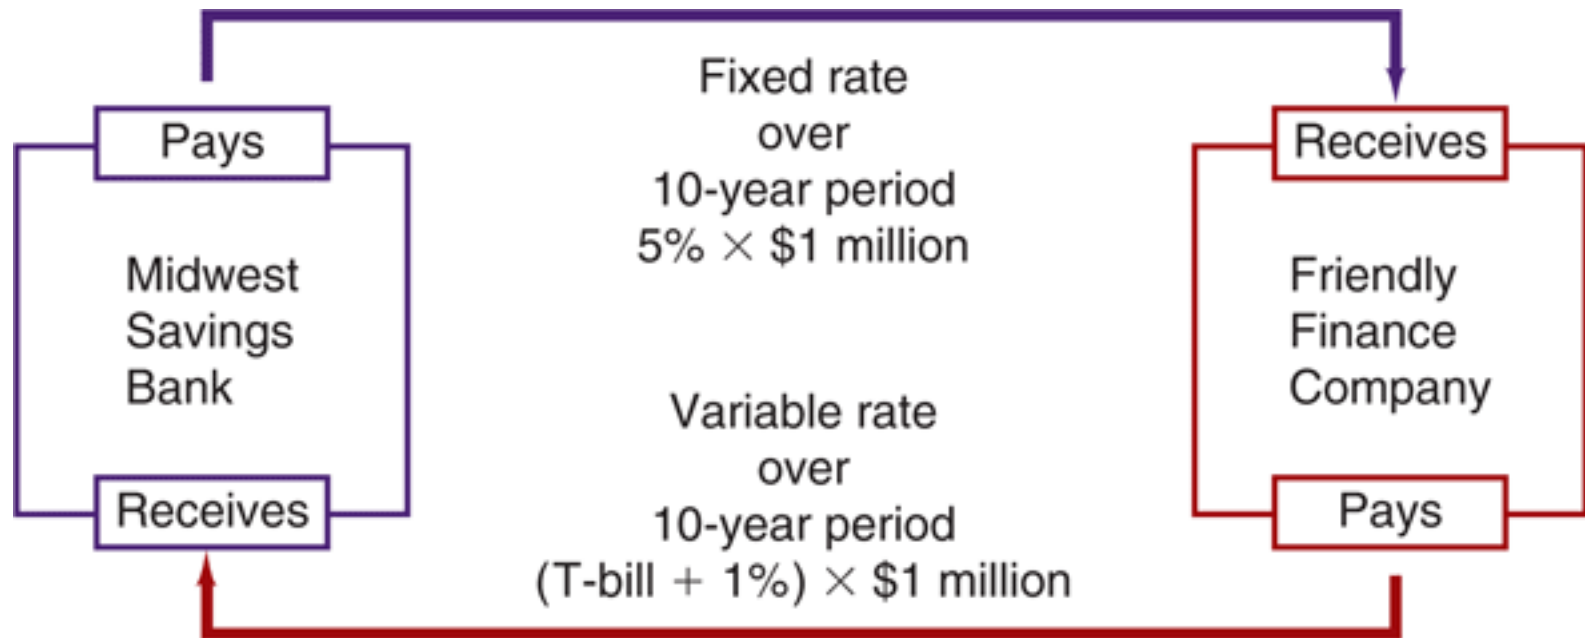 Pays
Midwest
Savings
Bank
Receives
Fixed rate
over
10-year period
5% × $1 million
Variable rate
over
10-year period
(T-bill + 1%) × $1 million
Receives
Friendly
Finance
Company
Pays